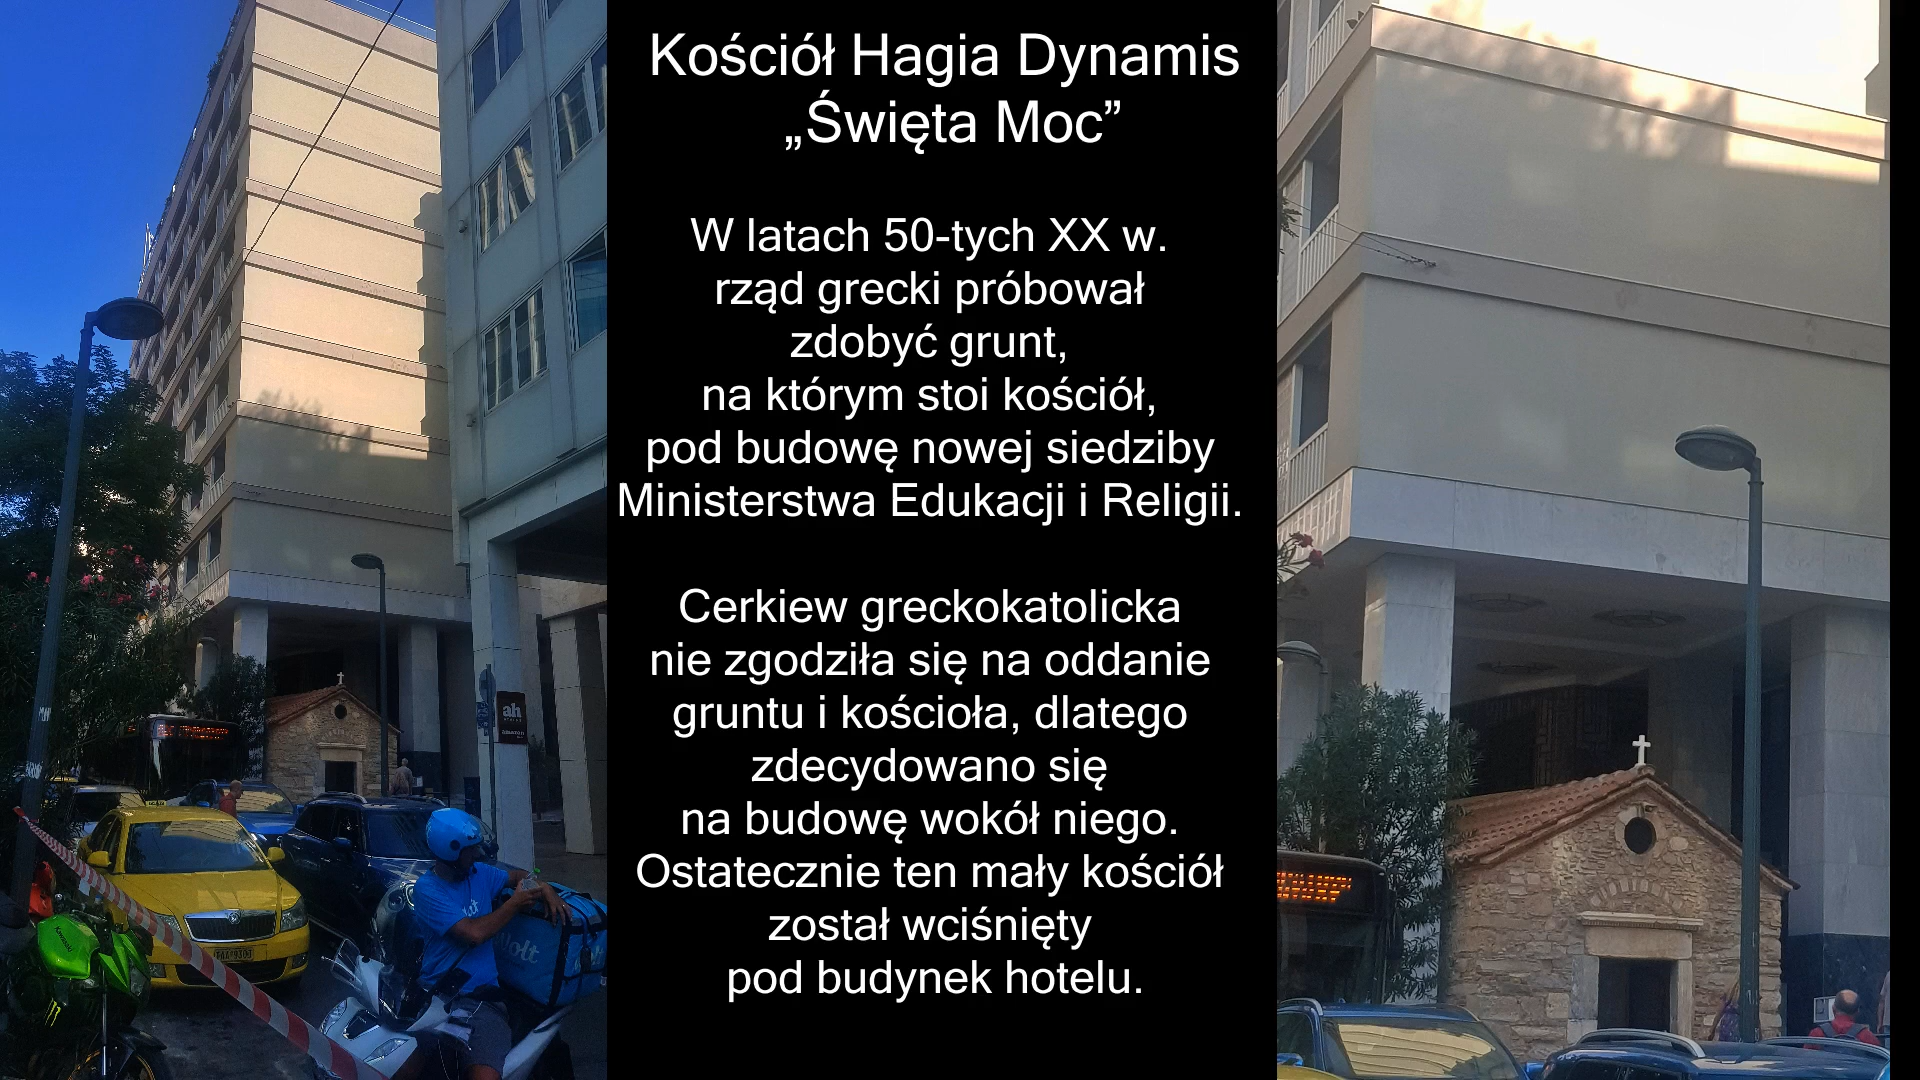 Kościół Hagia Dynamis
„Święta Moc”
W latach 50-tych XX w.
rząd grecki próbował
zdobyć grunt,
na którym stoi kościół,
pod budowę nowej siedziby
Ministerstwa Edukacji i Religii.
Cerkiew greckokatolicka
nie zgodziła się na oddanie
gruntu i kościoła, dlatego
zdecydowano się
na budowę wokół niego.
Ostatecznie ten mały kościół
został wciśnięty
pod budynek hotelu.
ah
Wolt